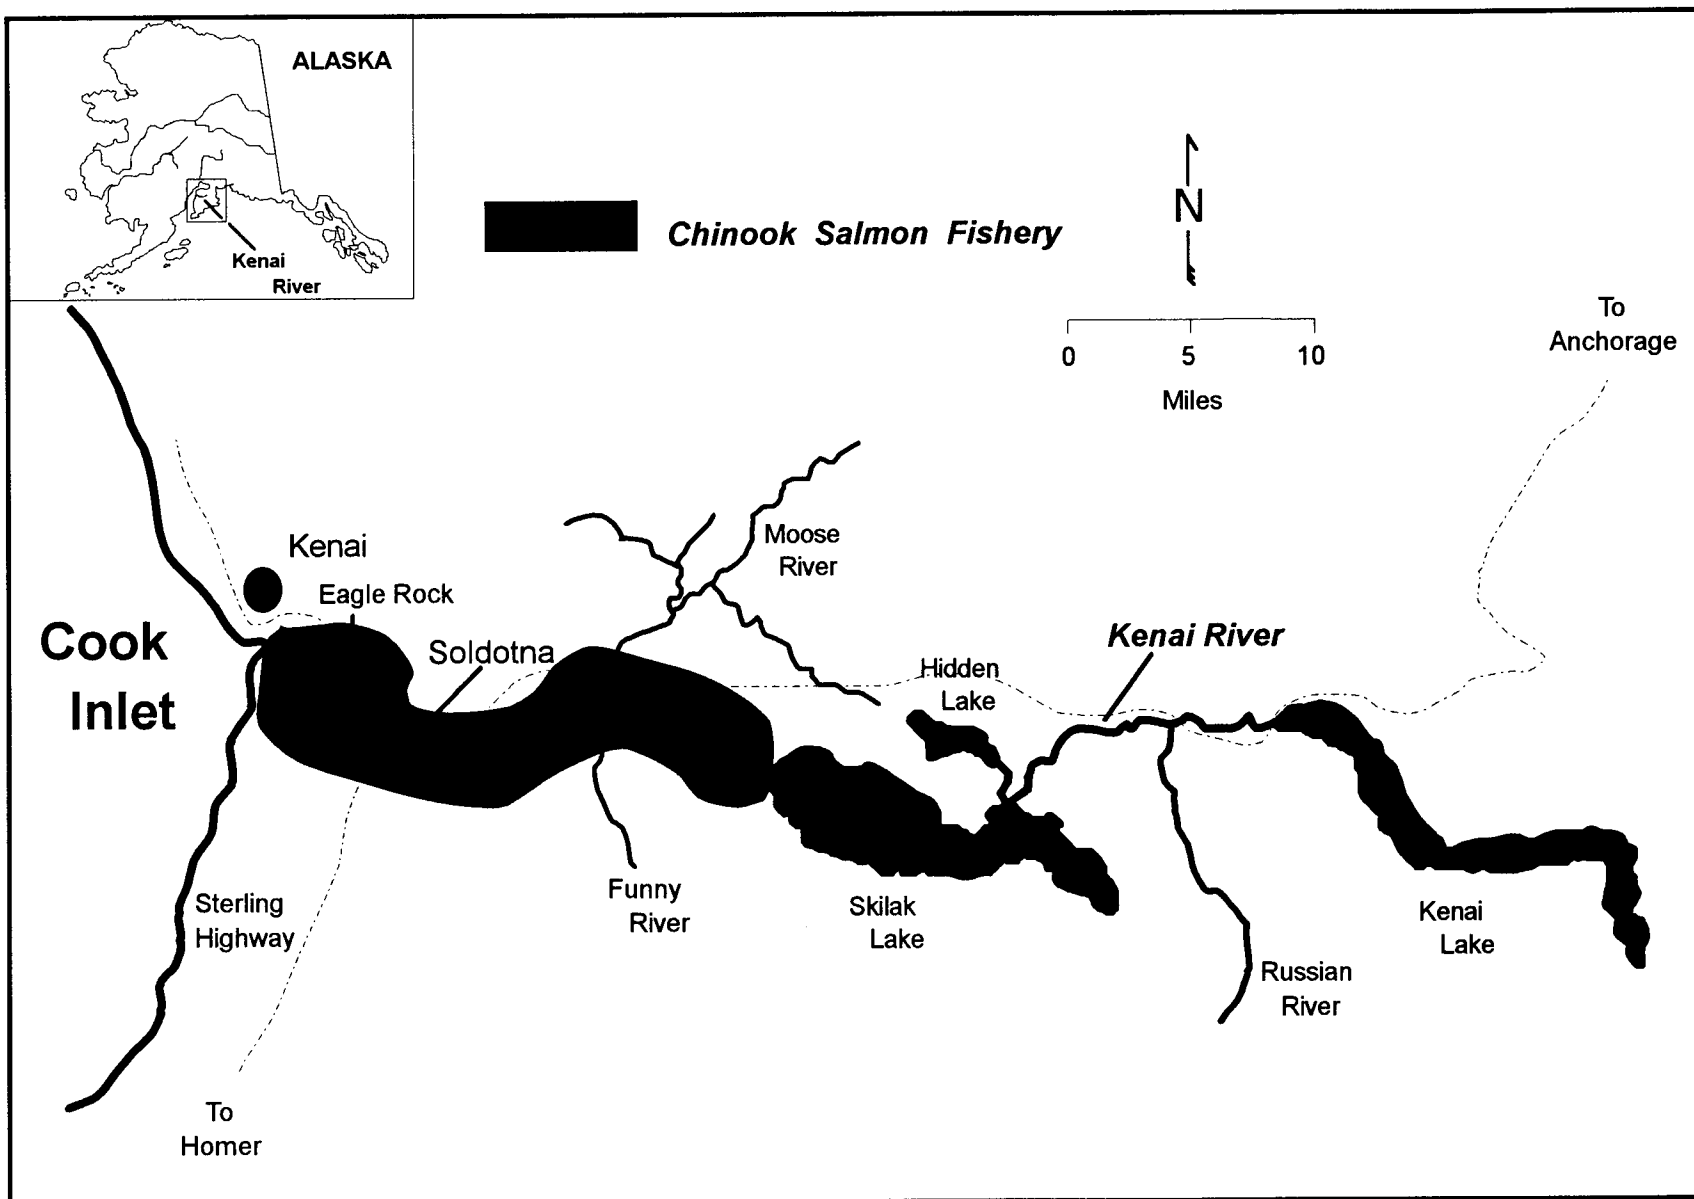 ALASKA
Kenai
River
Chinook Salmon Fishery
N
0 5 10
Miles
To
Anchorage
Moose
River
Kenai
Eagle Rock
Cook
Inlet
Soldotna
Kenai River
Hidden
Lake
Sterling
Highway
Funny
River
Skilak
Lake
Kenai
Lake
Russian
River
To
Homer